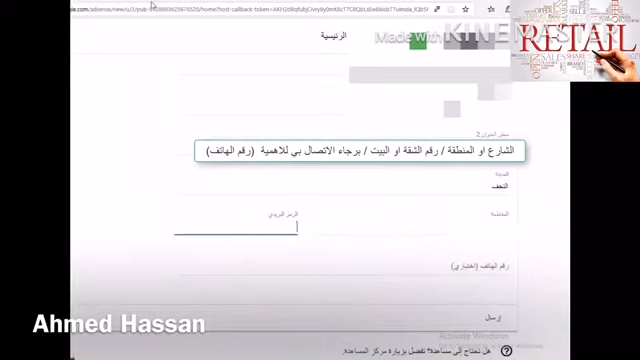 الرئيسية
Made with KINEMASTER
RETAIL
سطر العنوان 2
الشارع او المنطقة / رقم الشقة او البيت / برجاء الاتصال بي للاهمية (رقم الهاتف)
المدينة
النجف
المحافظة
الرمز البريدي
رقم الهاتف (اختياري)
إرسال
Ahmed Hassan
Activate Windows
هل تحتاج إلى مساعدة؟ تفضل بزيارة مركز المساعدة.